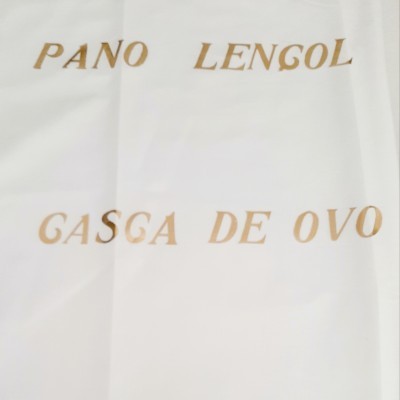 PANO LENÇOL
CASCA DE OVO